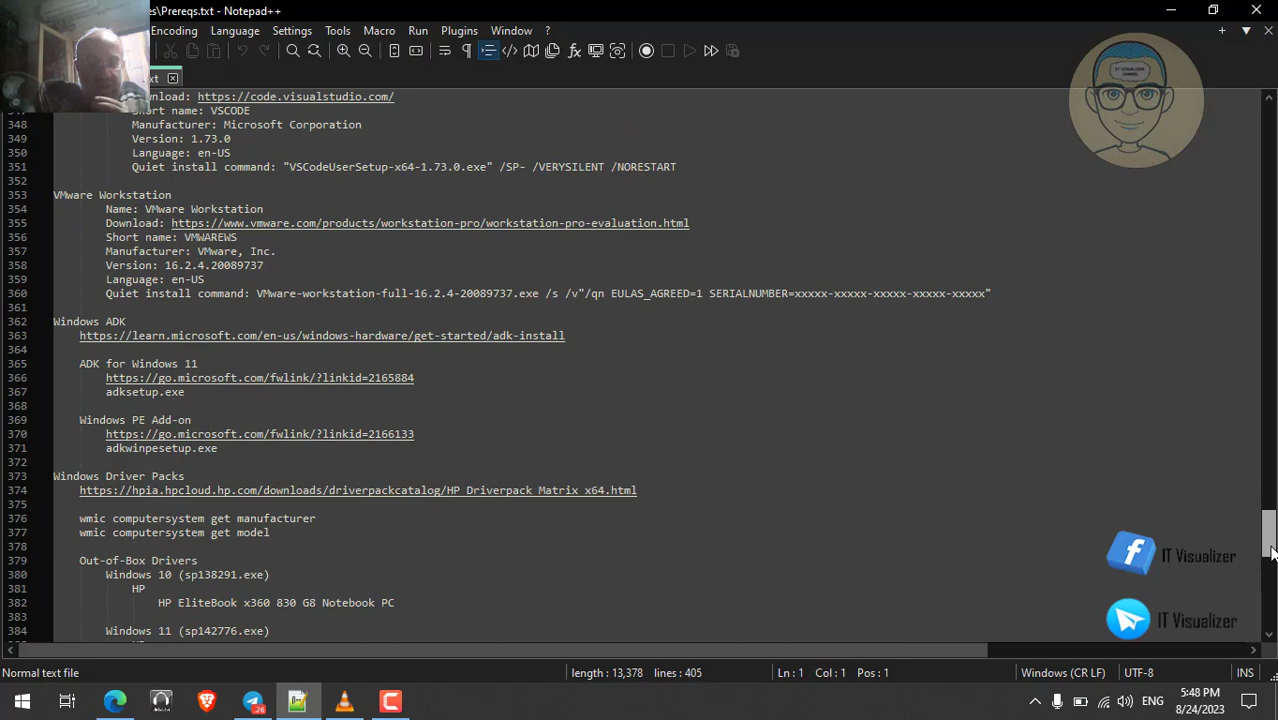 es\Prereqs.txt - Notepad++
Encoding Language Settings Tools Macro Run Plugins Window ?
xt
IT VISUALIZER
CHANNEL
wnload: https://code.visualstudio.com/
Short name: VSCODE
348 Manufacturer: Microsoft Corporation
349 Version: 1.73.0
350 Language: en-US
351 Quiet install command: "VSCodeUserSetup-x64-1.73.0.exe" /SP- /VERYSILENT /NORESTART
352
353 VMware Workstation
354 Name: VMware Workstation
355 Download: https://www.vmware.com/products/workstation-pro/workstation-pro-evaluation.html
356 Short name: VMWAREWS
357 Manufacturer: VMware, Inc.
358 Version: 16.2.4.20089737
359 Language: en-US
360 Quiet install command: VMware-workstation-full-16.2.4-20089737.exe /s /v"/qn EULAS_AGREED=1 SERIALNUMBER=xxxxx-xxxxx-xxxxx-xxxxx-xxxxx"
361
362 Windows ADK
363 https://learn.microsoft.com/en-us/windows-hardware/get-started/adk-install
364
365 ADK for Windows 11
366 https://go.microsoft.com/fwlink/?linkid=2165884
367 adksetup.exe
368
369 Windows PE Add-on
370 https://go.microsoft.com/fwlink/?linkid=2166133
371 adkwinpesetup.exe
372
373 Windows Driver Packs
374 https://hpia.hpcloud.hp.com/downloads/driverpackcatalog/HP_Driverpack_Matrix_x64.html
375
376 wmic computersystem get manufacturer
377 wmic computersystem get model
378
379 Out-of-Box Drivers
380 Windows 10 (sp138291.exe)
381 HP
382 HP EliteBook x360 830 G8 Notebook PC
383
384 Windows 11 (sp142776.exe)
IT Visualizer
IT Visualizer
Normal text file length : 13,378 lines : 405 Ln : 1 Col : 1 Pos : 1 Windows (CR LF) UTF-8 INS
26
ENG
5:48 PM
8/24/2023